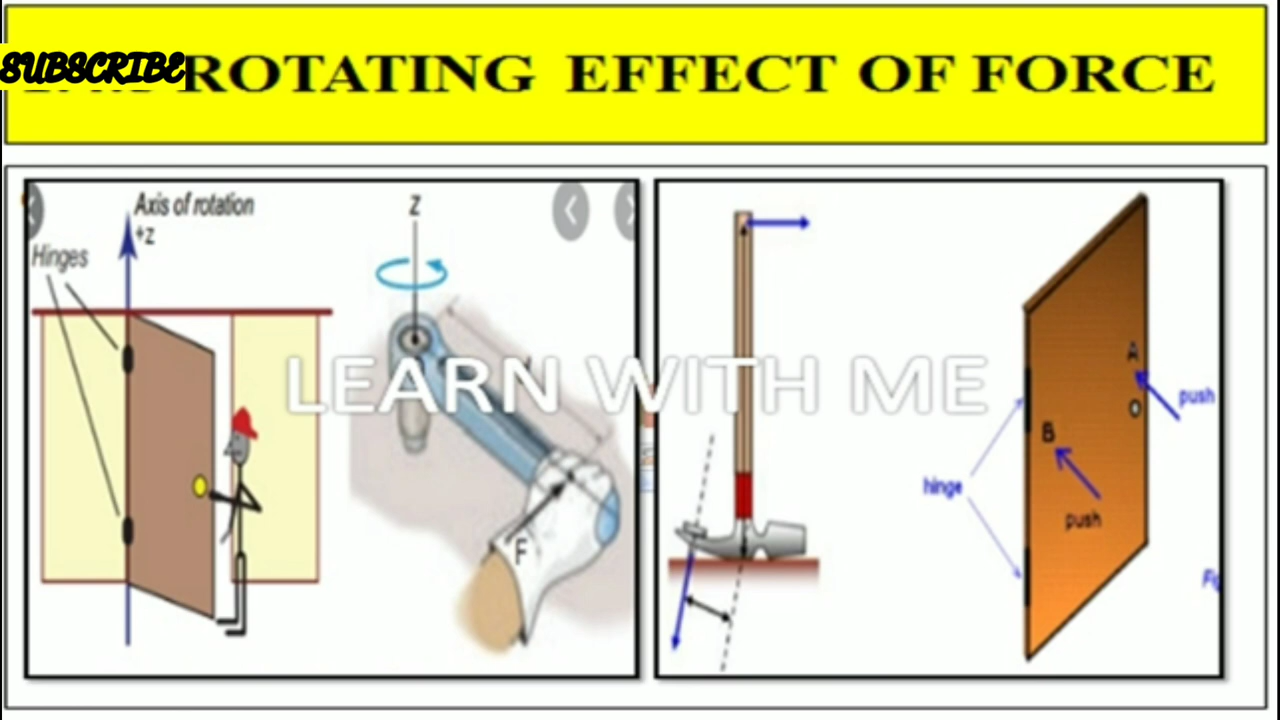 SUBSCRIBE
ROTATING EFFECT OF FORCE
Axis of rotation
+z
Hinges
Z
F
LEARN WITH ME
A
push
B
push
hinge